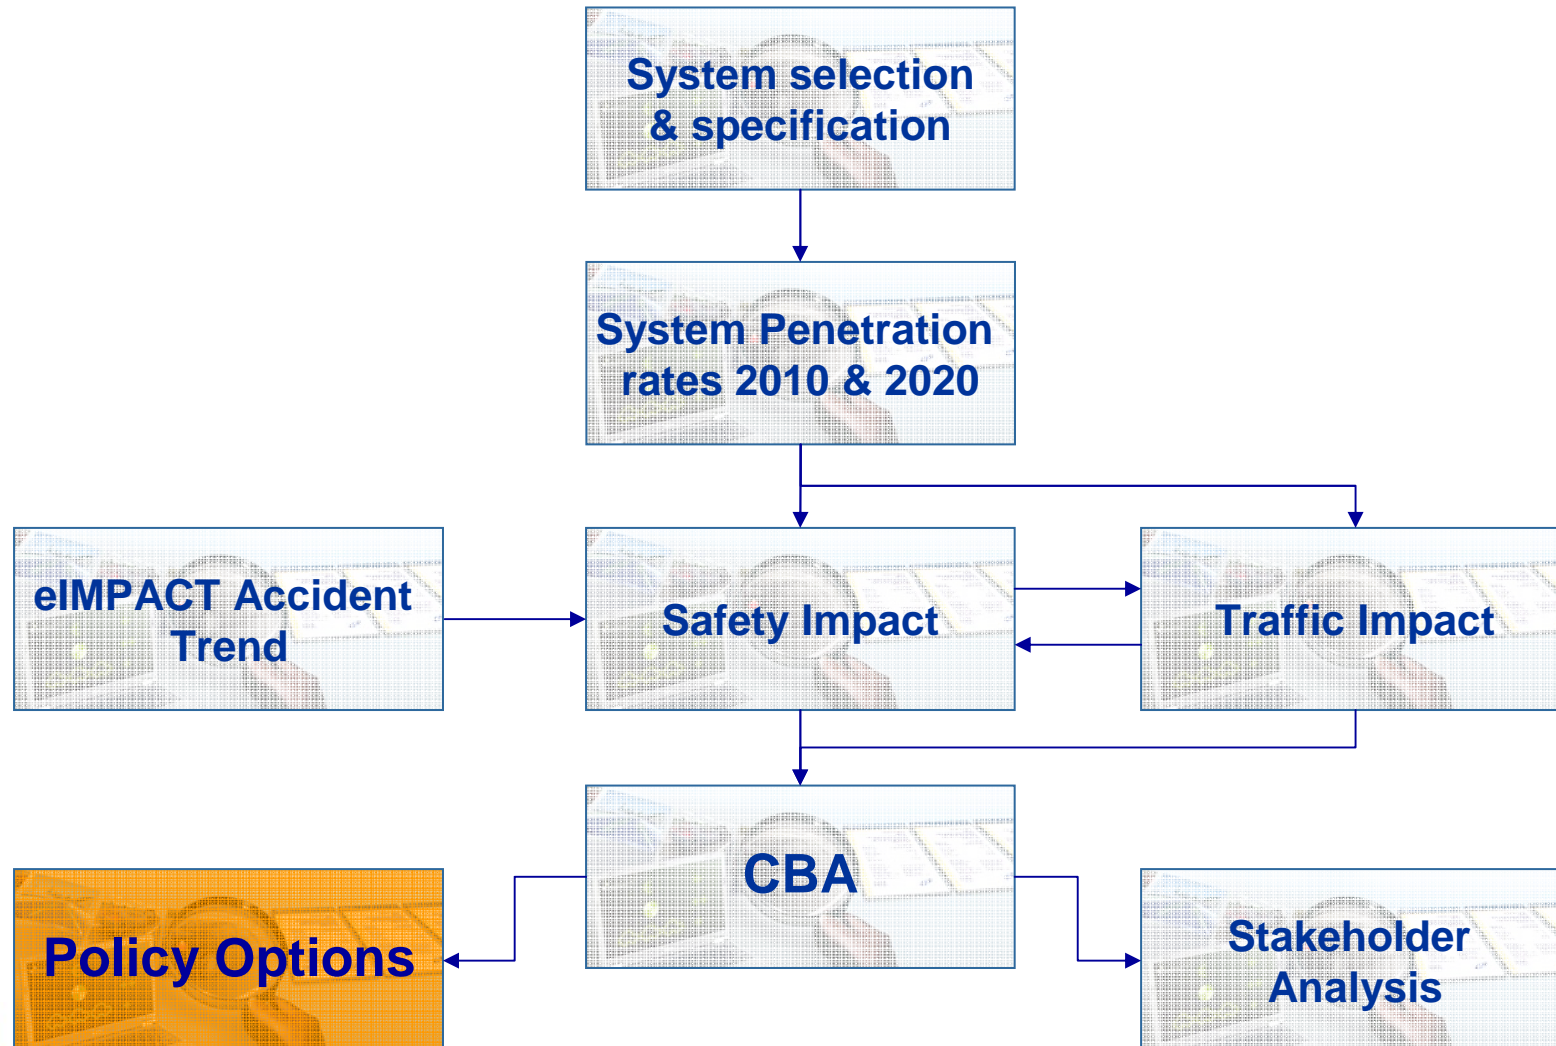 System selection
& specification
System Penetration
rates 2010 & 2020
eIMPACT Accident
Trend
Safety Impact
Traffic Impact
CBA
Policy Options
Stakeholder
Analysis